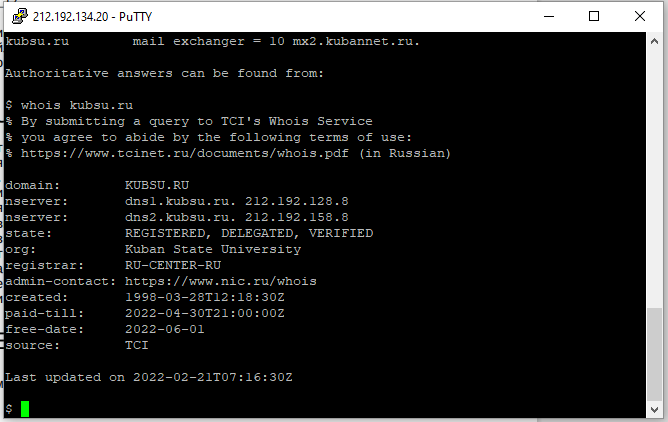 212.192.134.20 - PuTTY
kubsu.ru        mail exchanger = 10 mx2.kubannet.ru.
Authoritative answers can be found from:
$ whois kubsu.ru
% By submitting a query to TCI's Whois Service
% you agree to abide by the following terms of use:
% https://www.tcinet.ru/documents/whois.pdf (in Russian)
domain:        KUBSU.RU
nserver:       dns1.kubsu.ru. 212.192.128.8
nserver:       dns2.kubsu.ru. 212.192.158.8
state:         REGISTERED, DELEGATED, VERIFIED
org:           Kuban State University
registrar:     RU-CENTER-RU
admin-contact: https://www.nic.ru/whois
created:       1998-03-28T12:18:30Z
paid-till:     2022-04-30T21:00:00Z
free-date:     2022-06-01
source:        TCI
Last updated on 2022-02-21T07:16:30Z
$